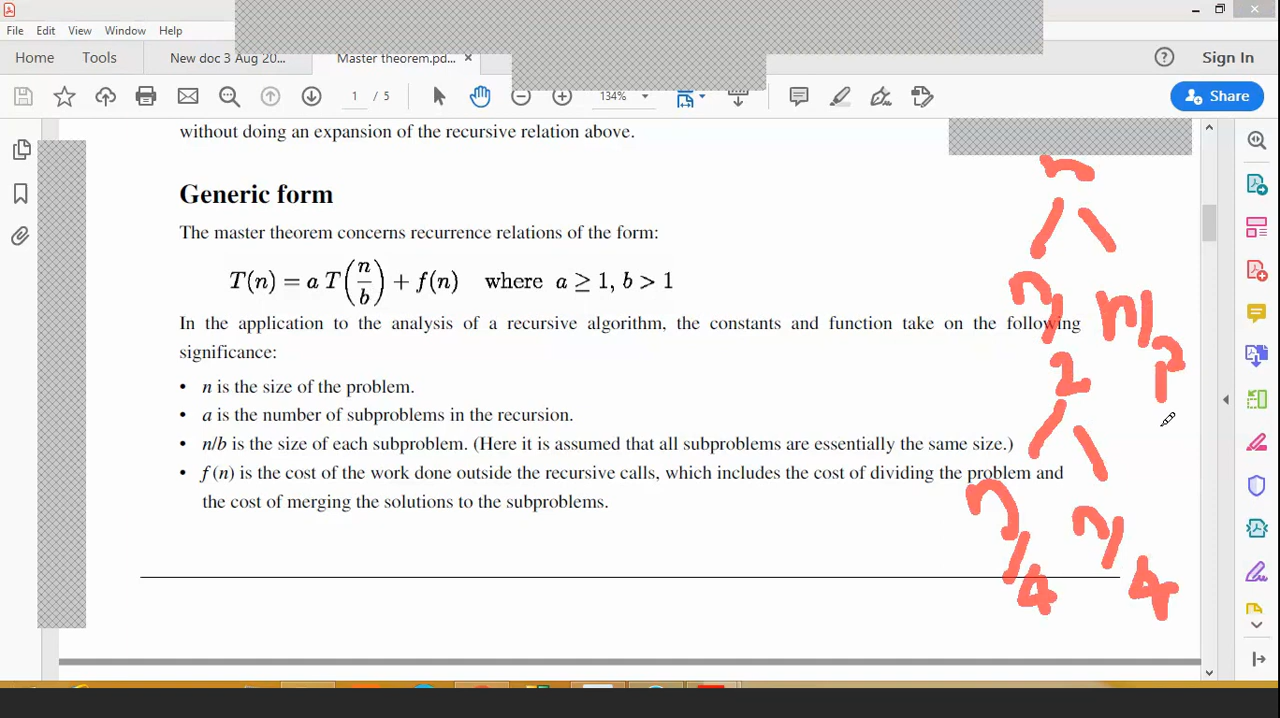 File Edit View Window Help
Home Tools New doc 3 Aug 20... Master theorem.pd... × Sign In
1 / 5 134% Share
without doing an expansion of the recursive relation above.
Generic form
The master theorem concerns recurrence relations of the form:
T(n) = a T(n/b) + f(n) where a ≥ 1, b > 1
In the application to the analysis of a recursive algorithm, the constants and function take on the following
significance:
• n is the size of the problem.
• a is the number of subproblems in the recursion.
• n/b is the size of each subproblem. (Here it is assumed that all subproblems are essentially the same size.)
• f (n) is the cost of the work done outside the recursive calls, which includes the cost of dividing the problem and
the cost of merging the solutions to the subproblems.
n
n/2 n/
n/4 n/4